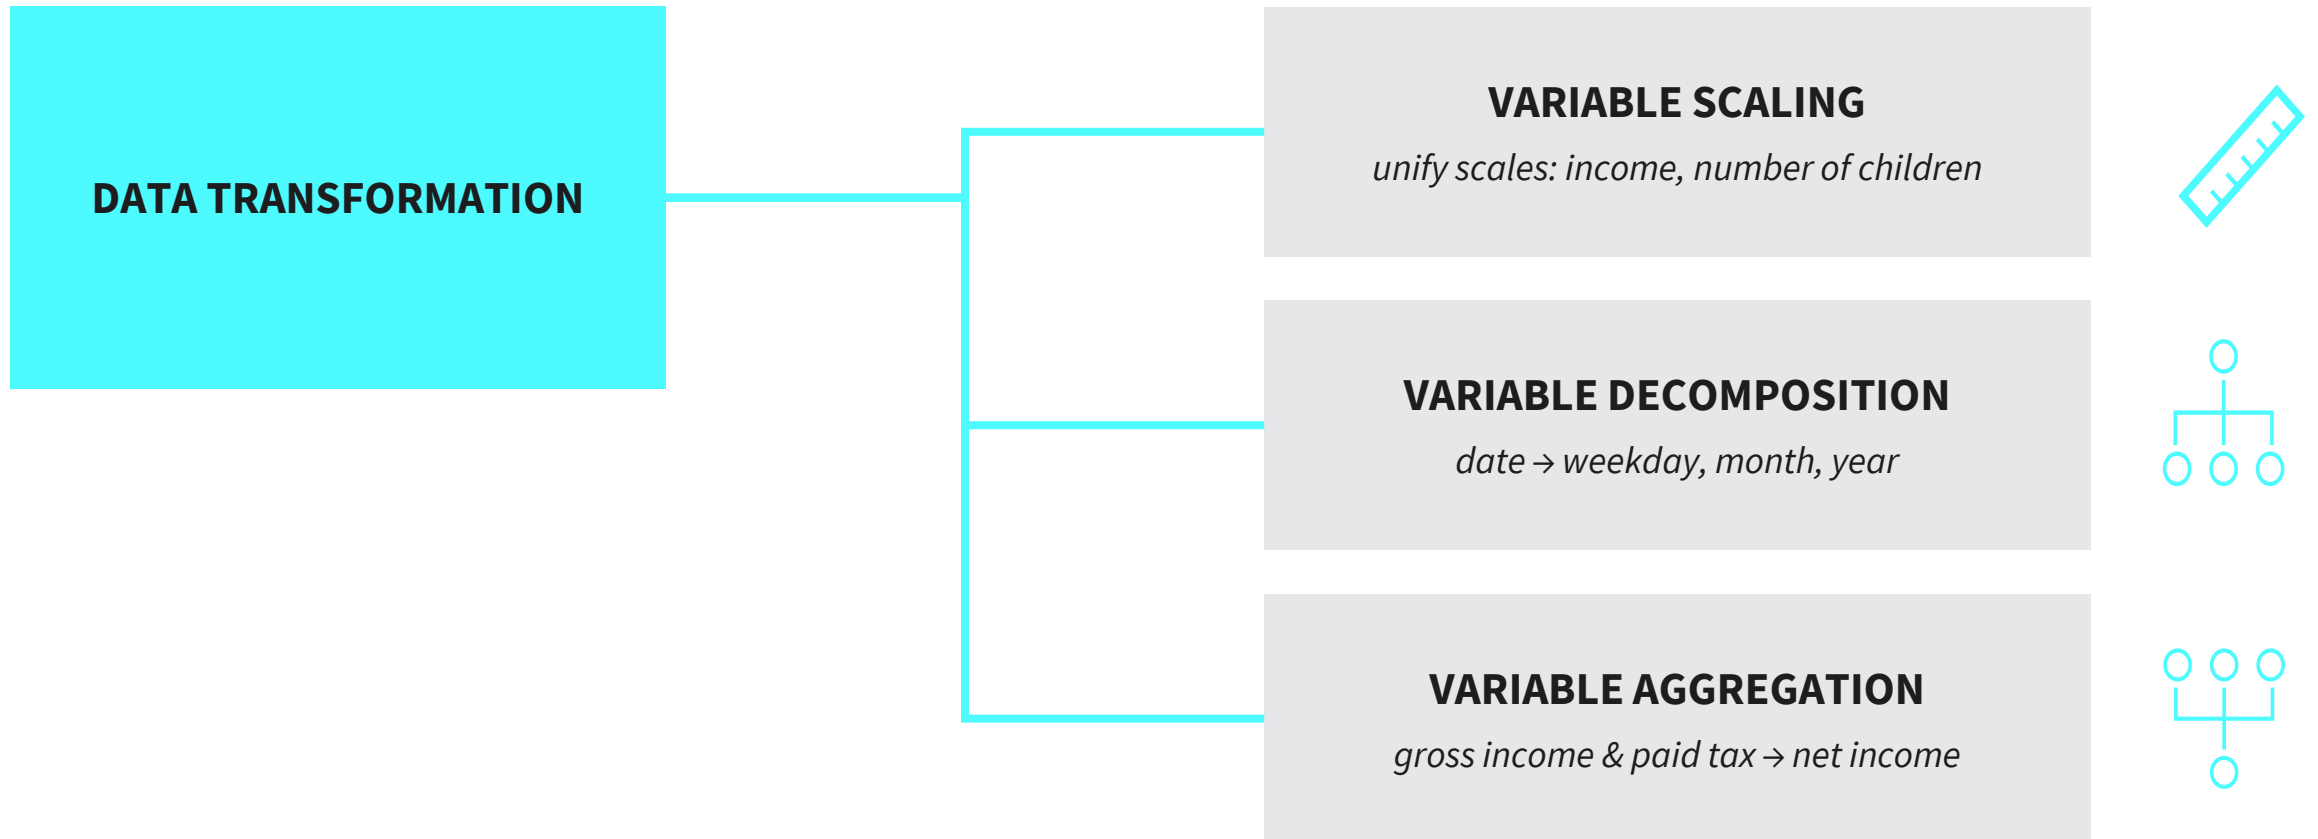 DATA TRANSFORMATION
VARIABLE SCALING
unify scales: income, number of children
VARIABLE DECOMPOSITION
date → weekday, month, year
VARIABLE AGGREGATION
gross income & paid tax → net income